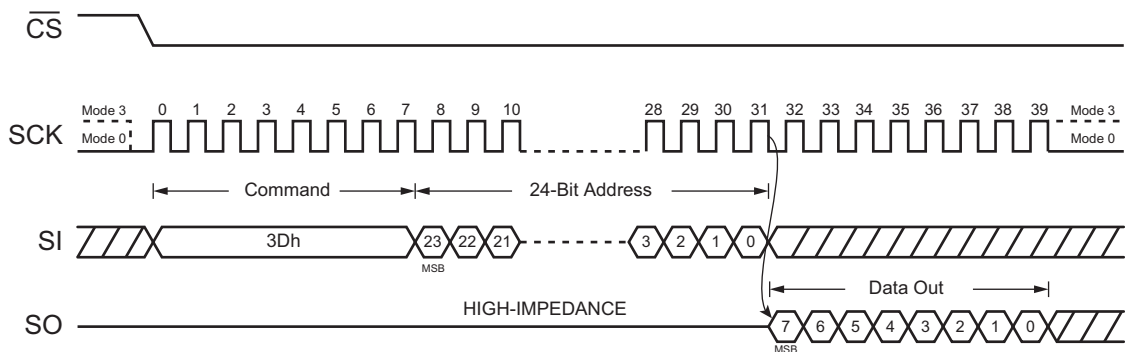 CS
Mode 3
Mode 0
SCK
0 1 2 3 4 5 6 7 8 9 10 28 29 30 31 32 33 34 35 36 37 38 39
Mode 3
Mode 0
Command
24-Bit Address
SI
3Dh
23 22 21 3 2 1 0
MSB
Data Out
HIGH-IMPEDANCE
SO
7 6 5 4 3 2 1 0
MSB